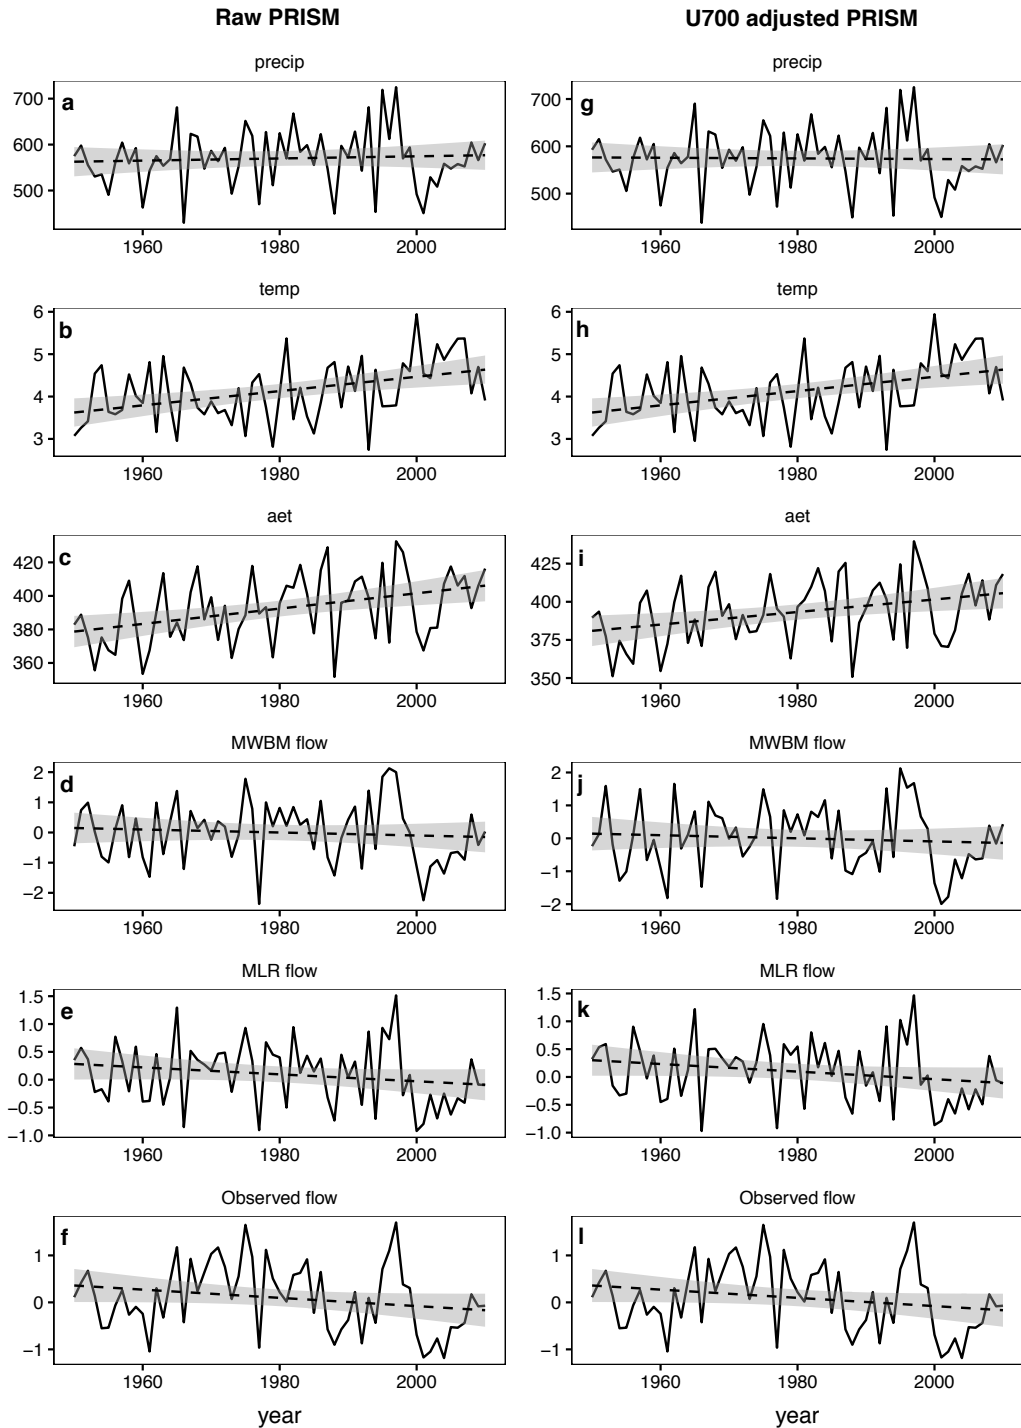 Raw PRISM
U700 adjusted PRISM
precip
precip
a
g
700
600
500
700
600
500
1960 1980 2000
1960 1980 2000
temp
temp
b
h
6
5
4
3
6
5
4
3
1960 1980 2000
1960 1980 2000
aet
aet
c
i
420
400
380
360
425
400
375
350
1960 1980 2000
1960 1980 2000
MWBM flow
MWBM flow
d
j
2
1
0
−1
−2
2
1
0
−1
−2
1960 1980 2000
1960 1980 2000
MLR flow
MLR flow
e
k
1.5
1.0
0.5
0.0
−0.5
−1.0
1.5
1.0
0.5
0.0
−0.5
−1.0
1960 1980 2000
1960 1980 2000
Observed flow
Observed flow
f
l
1
0
−1
1
0
−1
1960 1980 2000
1960 1980 2000
year
year